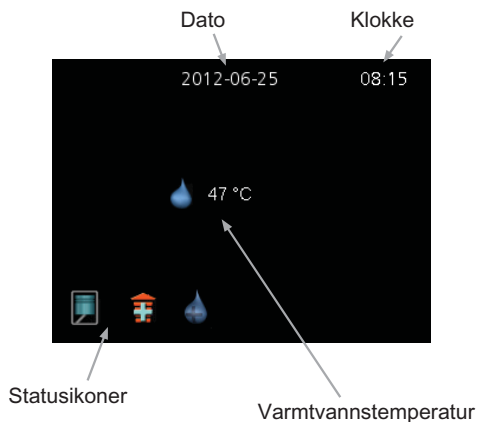 Dato
Klokke
2012-06-25
08:15
47 °C
Statusikoner
Varmtvannstemperatur